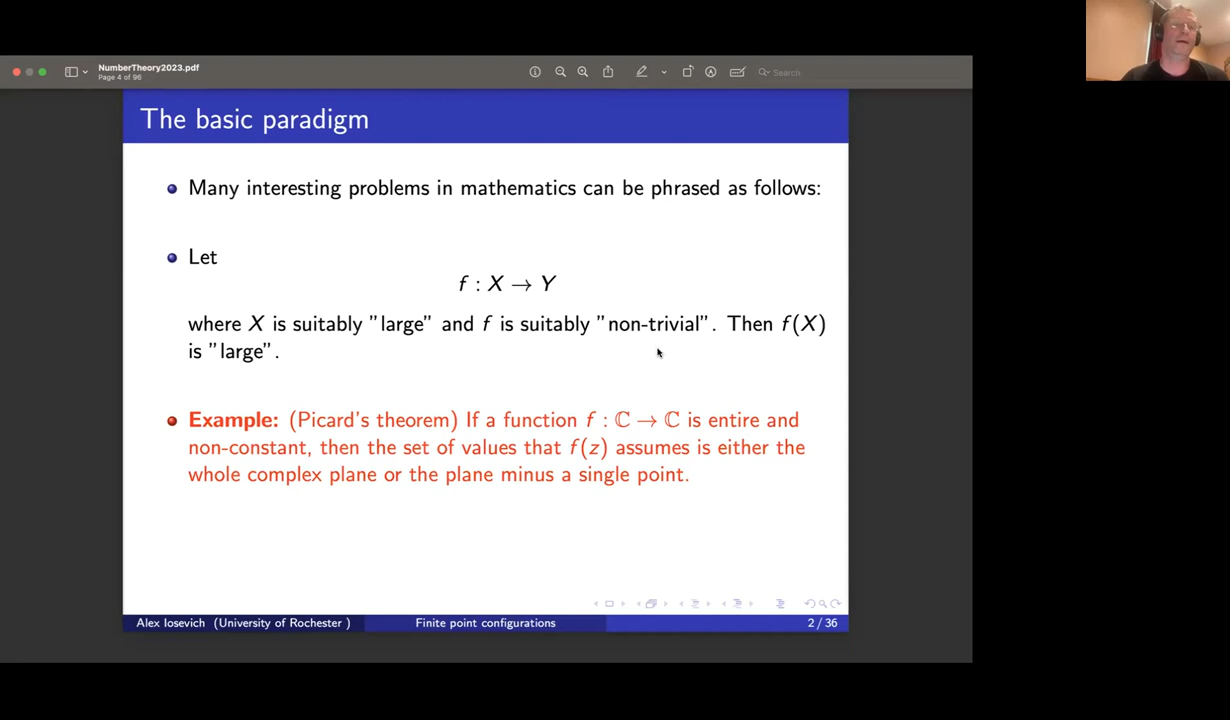 NumberTheory2023.pdf
Page 4 of 96
Search
The basic paradigm
Many interesting problems in mathematics can be phrased as follows:
Let
f : X → Y
where X is suitably "large" and f is suitably "non-trivial". Then f(X)
is "large".
Example: (Picard's theorem) If a function f : ℂ → ℂ is entire and
non-constant, then the set of values that f(z) assumes is either the
whole complex plane or the plane minus a single point.
Alex Iosevich (University of Rochester ) Finite point configurations 2 / 36